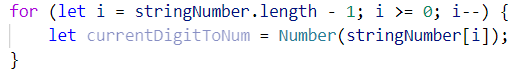 for (let i = stringNumber.length - 1; i >= 0; i--) {
    let currentDigitToNum = Number(stringNumber[i]);
}